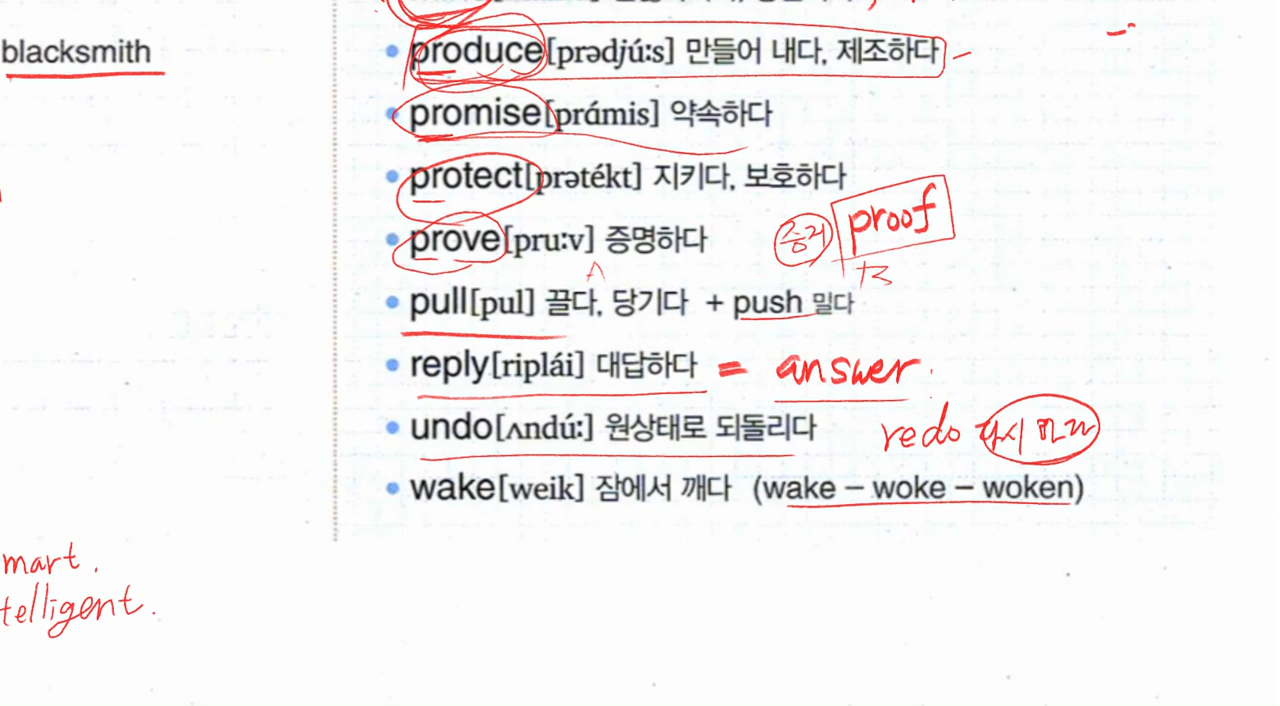 blacksmith
• produce[prədjúːs] 만들어 내다, 제조하다
• promise[prάmis] 약속하다
• protect[prətékt] 지키다, 보호하다
• prove[pruːv] 증명하다 증거 proof
• pull[pul] 끌다, 당기다 + push 밀다
• reply[riplái] 대답하다 = answer.
• undo[ʌndúː] 원상태로 되돌리다 redo 다시 하다
• wake[weik] 잠에서 깨다 (wake – woke – woken)
mart.
telligent.